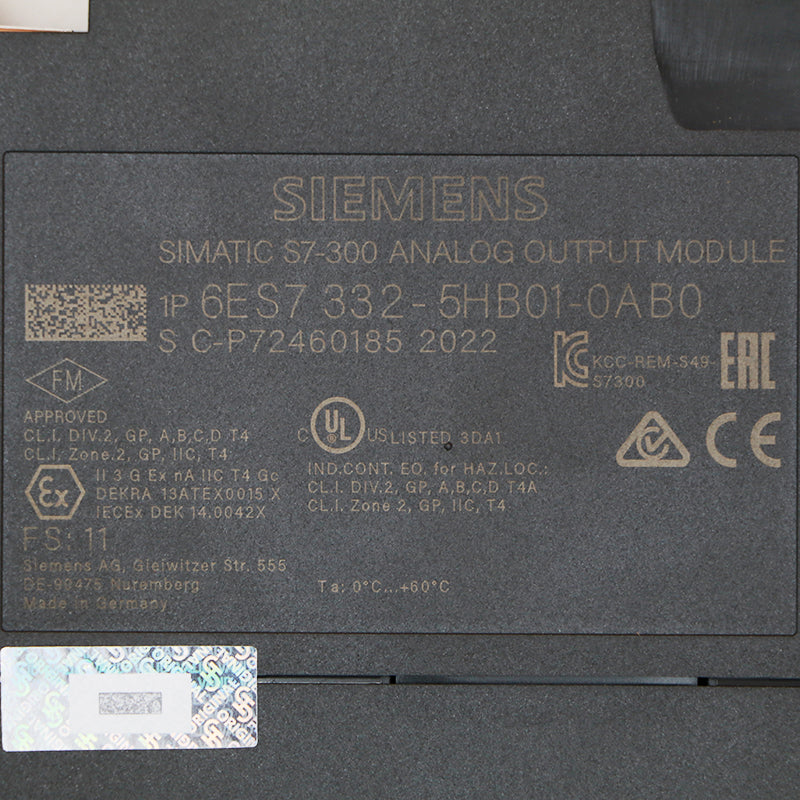 SIEMENS
SIMATIC S7-300 ANALOG OUTPUT MODULE
1P 6ES7 332-5HB01-0AB0
S C-P72460185 2022
KCC-REM-S49-
S7300
EAC
FM
APPROVED
CL.I, DIV.2, GP, A,B,C,D T4
CL.I, Zone.2, GP, IIC, T4
Ex
II 3 G Ex nA IIC T4 Gc
DEKRA 13ATEX0015 X
IECEx DEK 14.0042X
C UL US LISTED 3DA1
IND.CONT. EQ. for HAZ.LOC.:
CL.I, DIV.2, GP, A,B,C,D T4A
CL.I, Zone 2, GP, IIC, T4
CE
FS: 11
Siemens AG, Gleiwitzer Str. 555
DE-90475 Nuremberg
Made in Germany
Ta: 0°C...+60°C